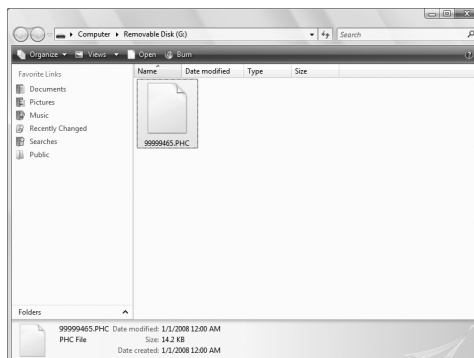 Computer ▸ Removable Disk (G:)
Search
Organize Views Open Burn
Favorite Links
Name Date modified Type Size
Documents
Pictures
Music
Recently Changed
Searches
Public
99999465.PHC
Folders
99999465.PHC Date modified: 1/1/2008 12:00 AM
PHC File Size: 14.2 KB
Date created: 1/1/2008 12:00 AM